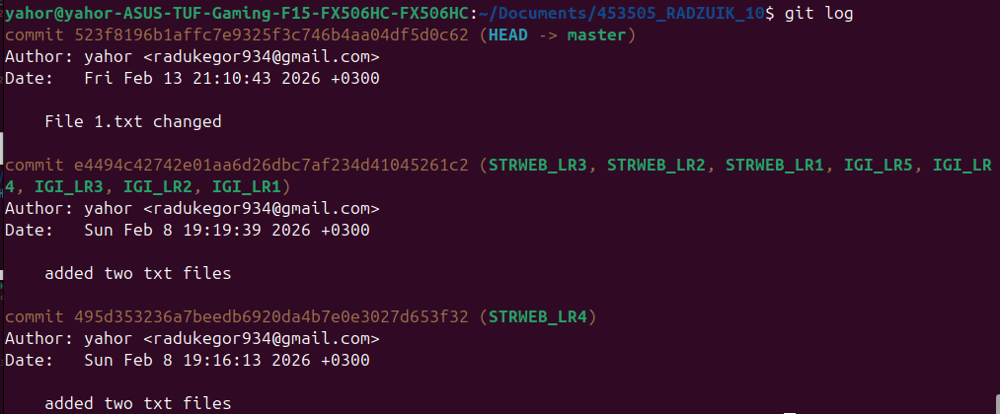 yahor@yahor-ASUS-TUF-Gaming-F15-FX506HC-FX506HC:~/Documents/453505_RADZUIK_10$ git log
commit 523f8196b1affc7e9325f3c746b4aa04df5d0c62 (HEAD -> master)
Author: yahor <radukegor934@gmail.com>
Date:   Fri Feb 13 21:10:43 2026 +0300
    File 1.txt changed
commit e4494c42742e01aa6d26dbc7af234d41045261c2 (STRWEB_LR3, STRWEB_LR2, STRWEB_LR1, IGI_LR5, IGI_LR
4, IGI_LR3, IGI_LR2, IGI_LR1)
Author: yahor <radukegor934@gmail.com>
Date:   Sun Feb 8 19:19:39 2026 +0300
    added two txt files
commit 495d353236a7beedb6920da4b7e0e3027d653f32 (STRWEB_LR4)
Author: yahor <radukegor934@gmail.com>
Date:   Sun Feb 8 19:16:13 2026 +0300
    added two txt files